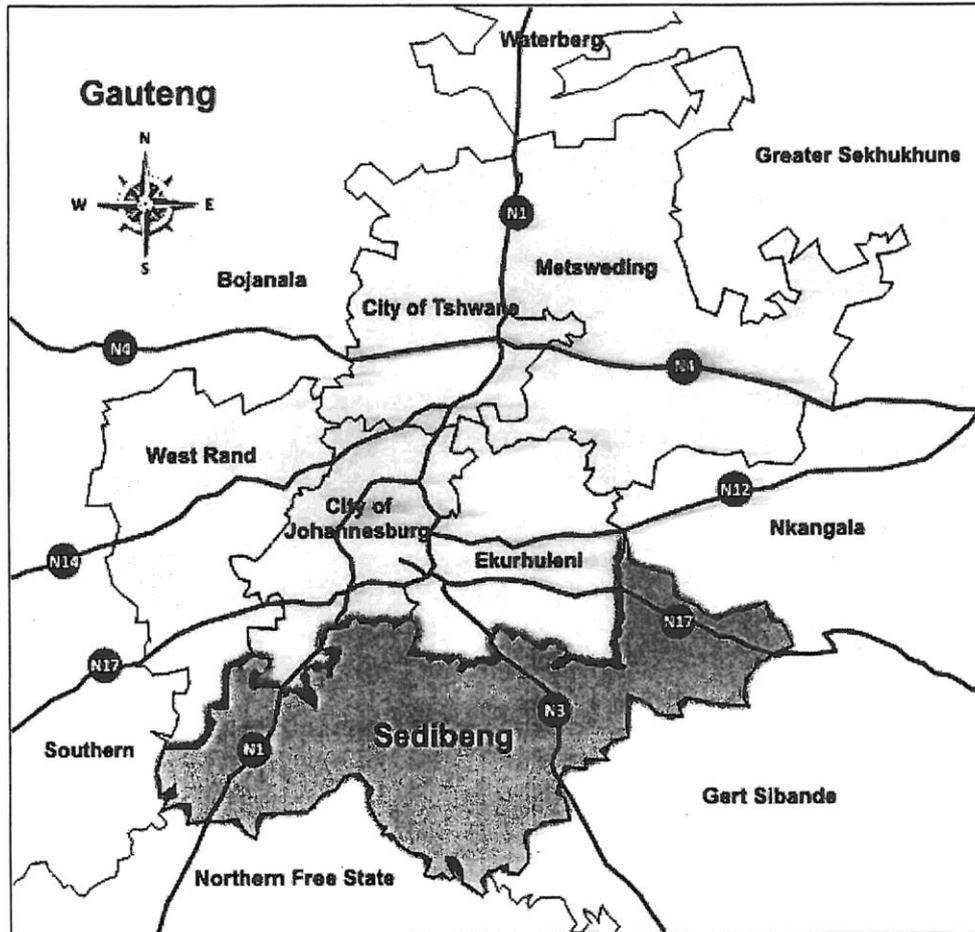 Waterberg
Gauteng
N
W E
S
Greater Sekhukhune
N1
Metsweding
Bojanala
City of Tshwane
N4
N4
West Rand
N12
City of
Johannesburg
Nkangala
N14
Ekurhuleni
N17
N17
Sedibeng
N3
Southern
N1
Gert Sibande
Northern Free State